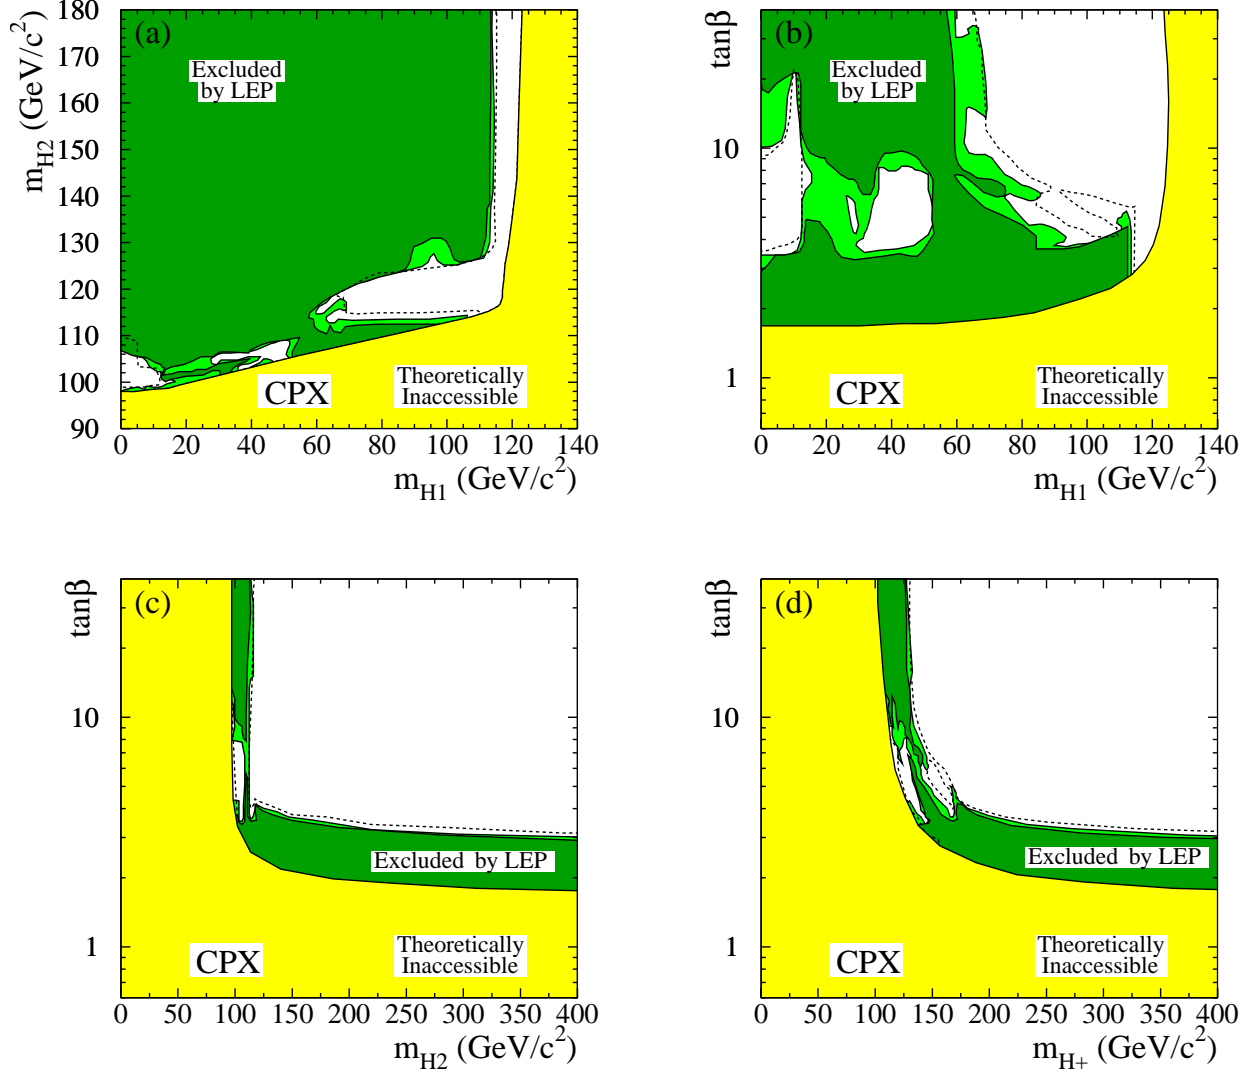 (a)
m_H2 (GeV/c^2)
180
170
160
150
140
130
120
110
100
90
Excluded
by LEP
CPX
Theoretically
Inaccessible
0 20 40 60 80 100 120 140
m_H1 (GeV/c^2)
(b)
tanβ
10
1
Excluded
by LEP
CPX
Theoretically
Inaccessible
0 20 40 60 80 100 120 140
m_H1 (GeV/c^2)
(c)
tanβ
10
1
Excluded by LEP
CPX
Theoretically
Inaccessible
0 50 100 150 200 250 300 350 400
m_H2 (GeV/c^2)
(d)
tanβ
10
1
Excluded by LEP
CPX
Theoretically
Inaccessible
0 50 100 150 200 250 300 350 400
m_H+ (GeV/c^2)